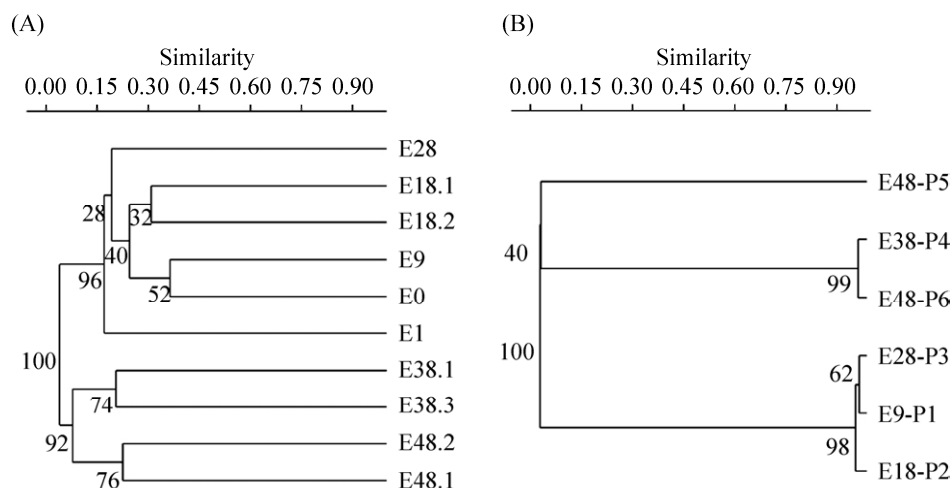 (A)
Similarity
0.00 0.15 0.30 0.45 0.60 0.75 0.90
E28
E18.1
28
32
E18.2
40
E9
96
52
E0
E1
100
E38.1
74
E38.3
92
E48.2
76
E48.1
(B)
Similarity
0.00 0.15 0.30 0.45 0.60 0.75 0.90
E48-P5
40
E38-P4
99
E48-P6
100
E28-P3
62
E9-P1
98
E18-P2